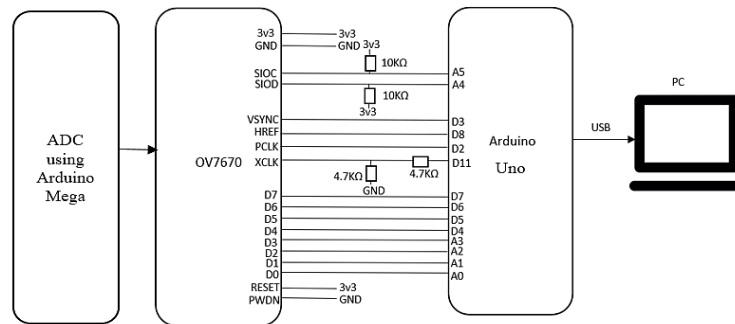 ADC
using
Arduino
Mega
OV7670
3v3
GND
SIOC
SIOD
VSYNC
HREF
PCLK
XCLK
D7
D6
D5
D4
D3
D2
D1
D0
RESET
PWDN
3v3
GND 3v3
10KΩ
10KΩ
3v3
4.7KΩ
GND
4.7KΩ
3v3
GND
A5
A4
D3
D8
D2
D11
D7
D6
D5
D4
A3
A2
A1
A0
Arduino
Uno
USB
PC